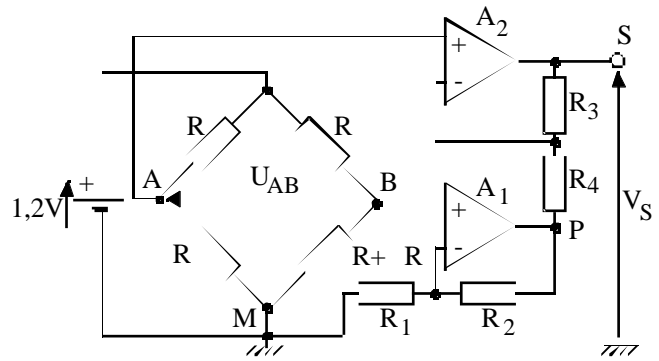 A2
S
+
-
R
R
R3
A
UAB
B
+
1,2V
A1
R4
+
-
P
VS
R
R+ R
M
R1
R2